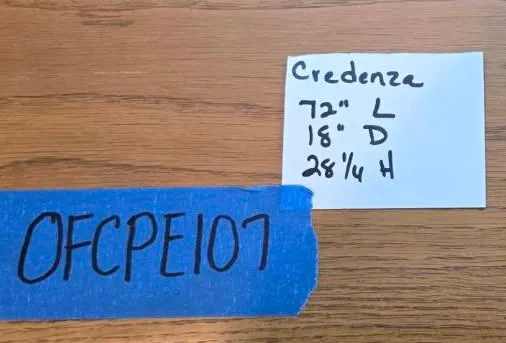 Credenza
72" L
18" D
28 1/4 H
OFCPE107